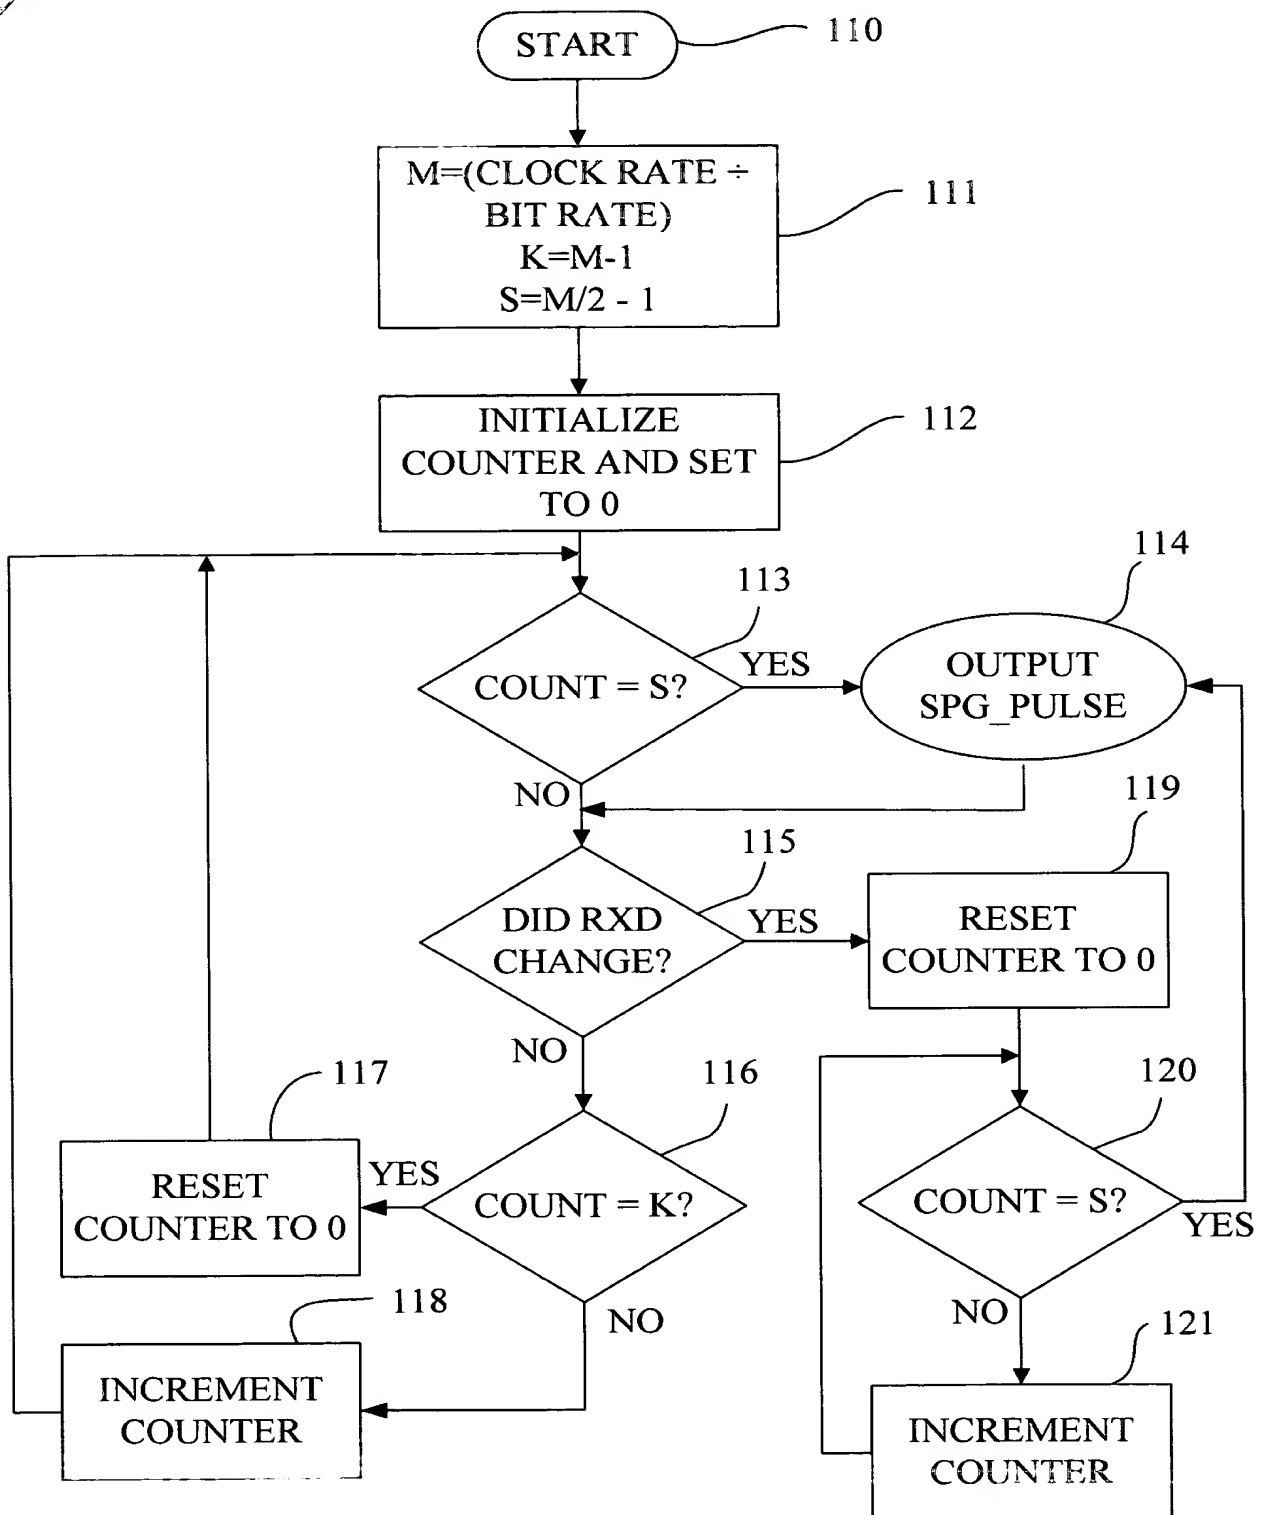 START
110
M=(CLOCK RATE ÷
BIT RATE)
K=M-1
S=M/2 - 1
111
INITIALIZE
COUNTER AND SET
TO 0
112
113
114
COUNT = S?
YES
OUTPUT
SPG_PULSE
NO
119
115
DID RXD
CHANGE?
YES
RESET
COUNTER TO 0
NO
117
116
120
RESET
COUNTER TO 0
YES
COUNT = K?
COUNT = S?
YES
118
NO
NO
121
INCREMENT
COUNTER
INCREMENT
COUNTER